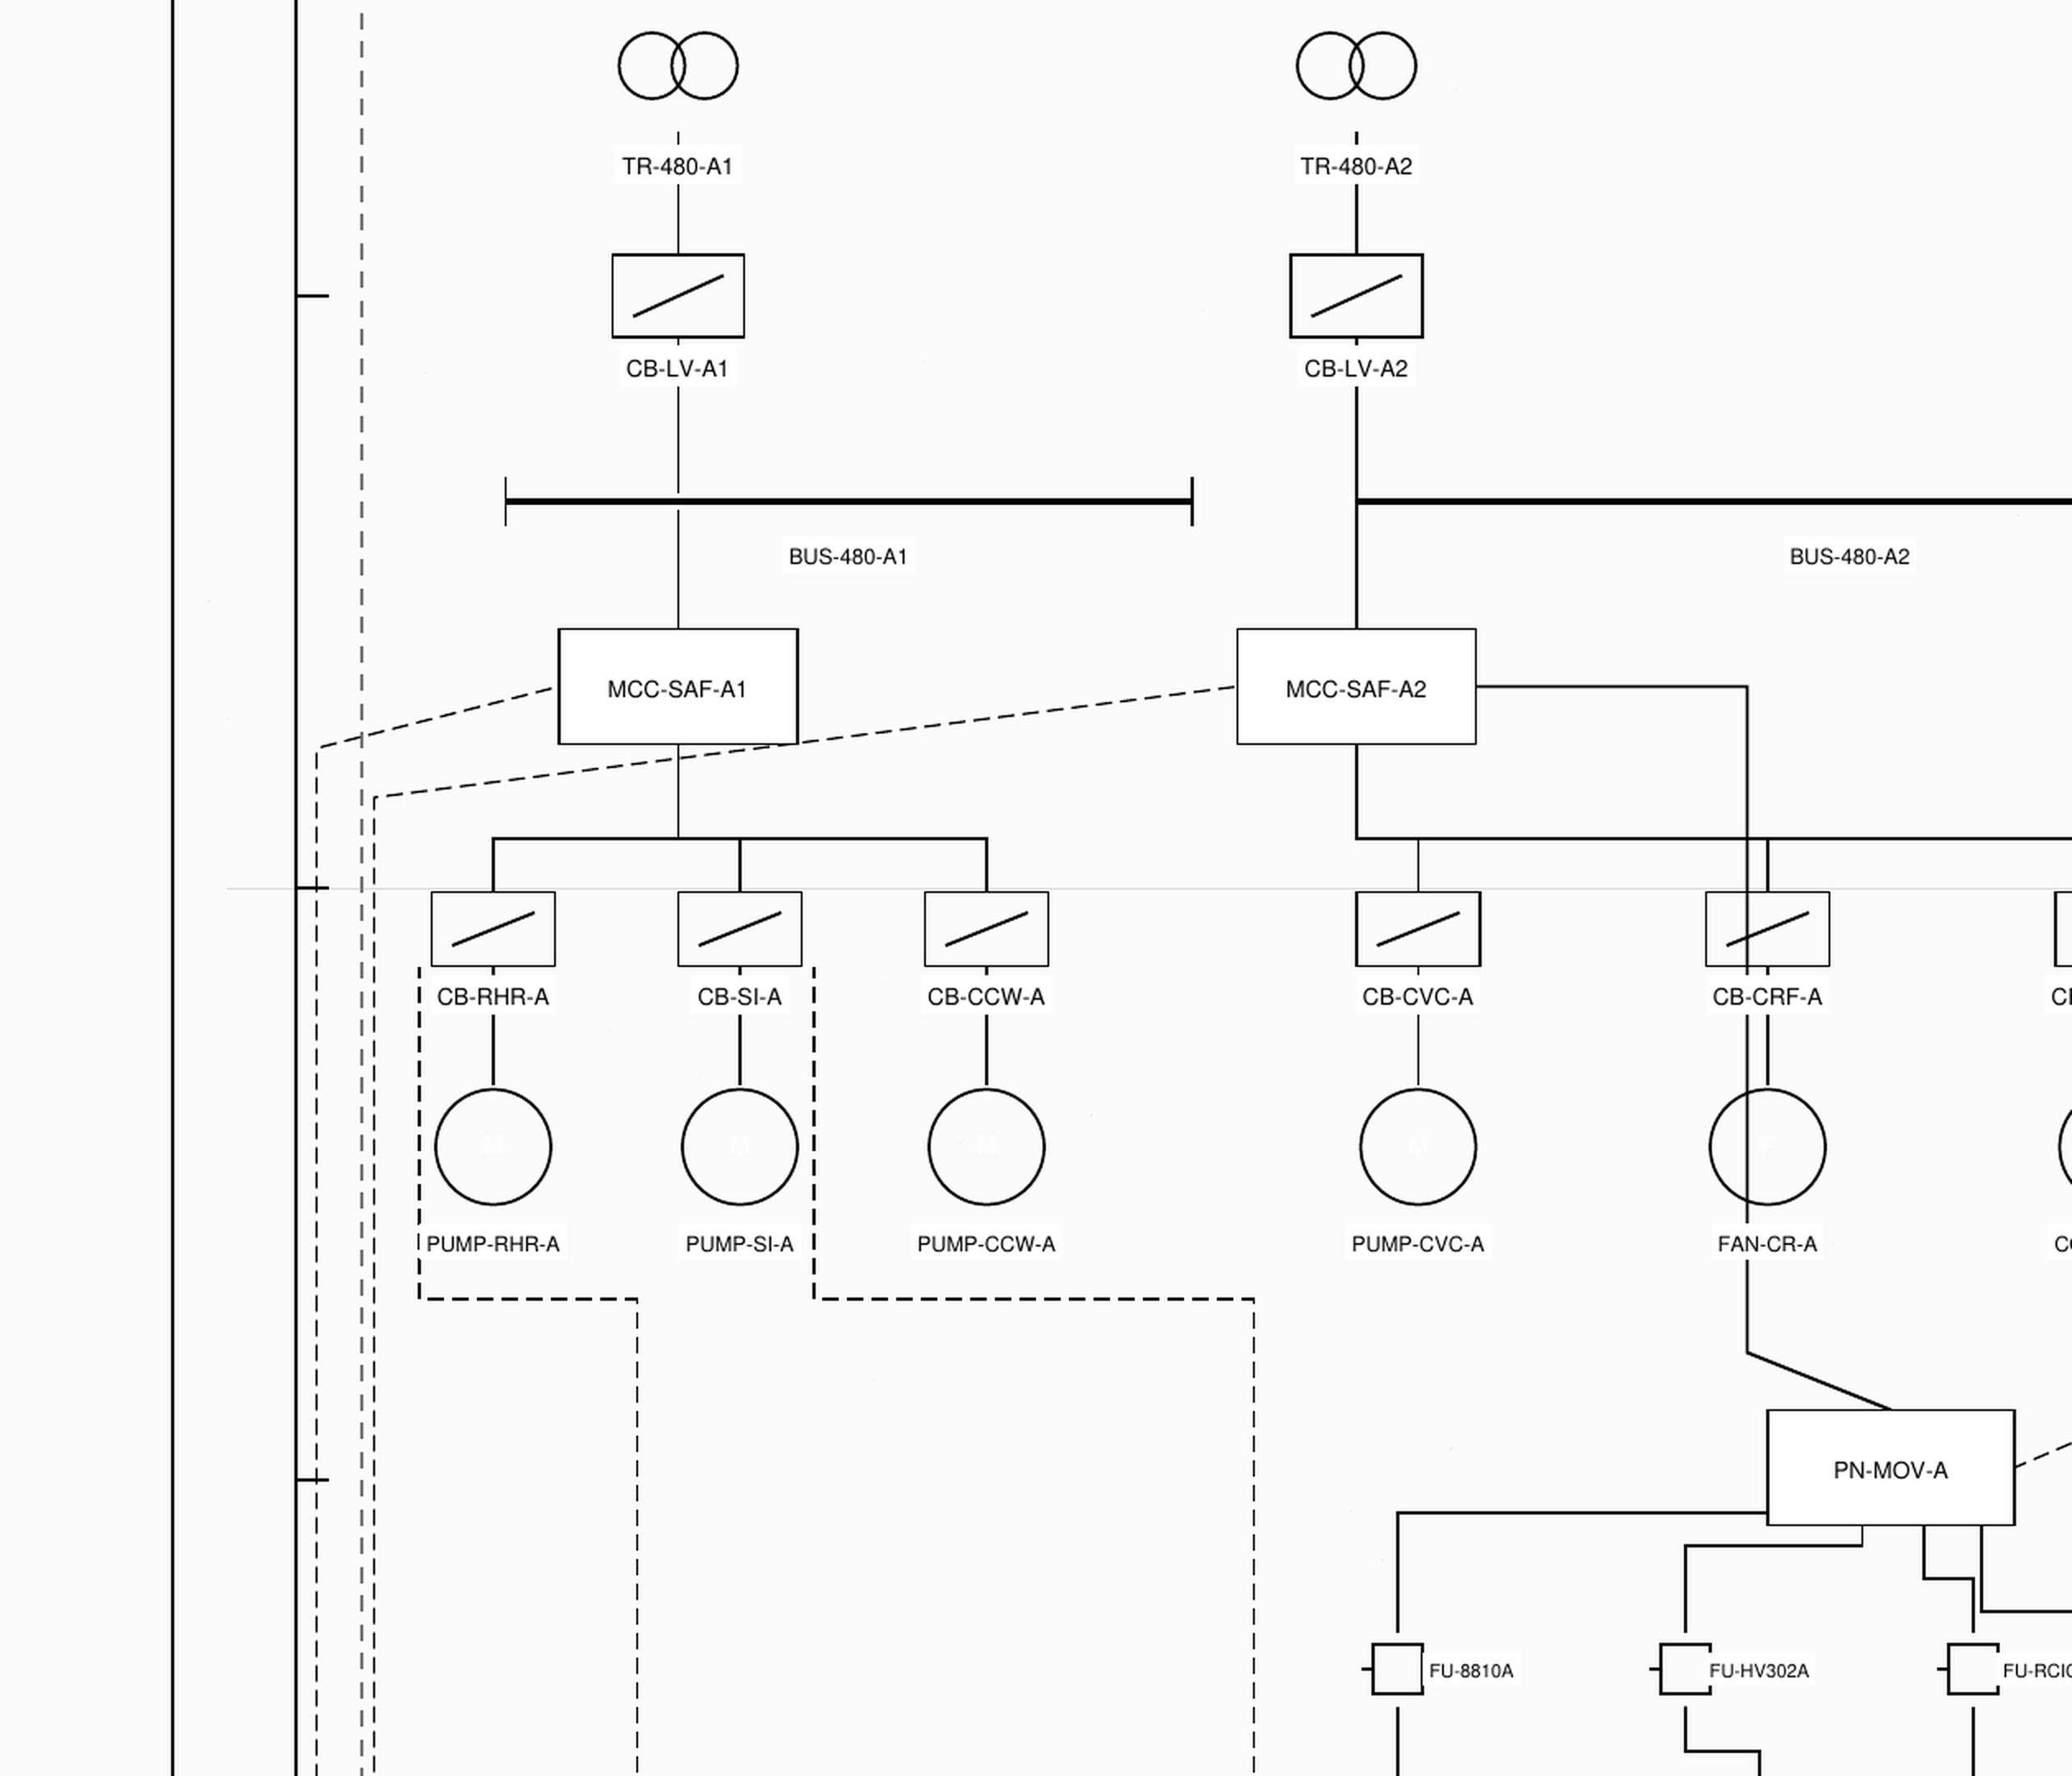 TR-480-A1
TR-480-A2
CB-LV-A1
CB-LV-A2
BUS-480-A1
BUS-480-A2
MCC-SAF-A1
MCC-SAF-A2
CB-RHR-A
CB-SI-A
CB-CCW-A
CB-CVC-A
CB-CRF-A
M
M
M
M
F
PUMP-RHR-A
PUMP-SI-A
PUMP-CCW-A
PUMP-CVC-A
FAN-CR-A
PN-MOV-A
FU-8810A
FU-HV302A